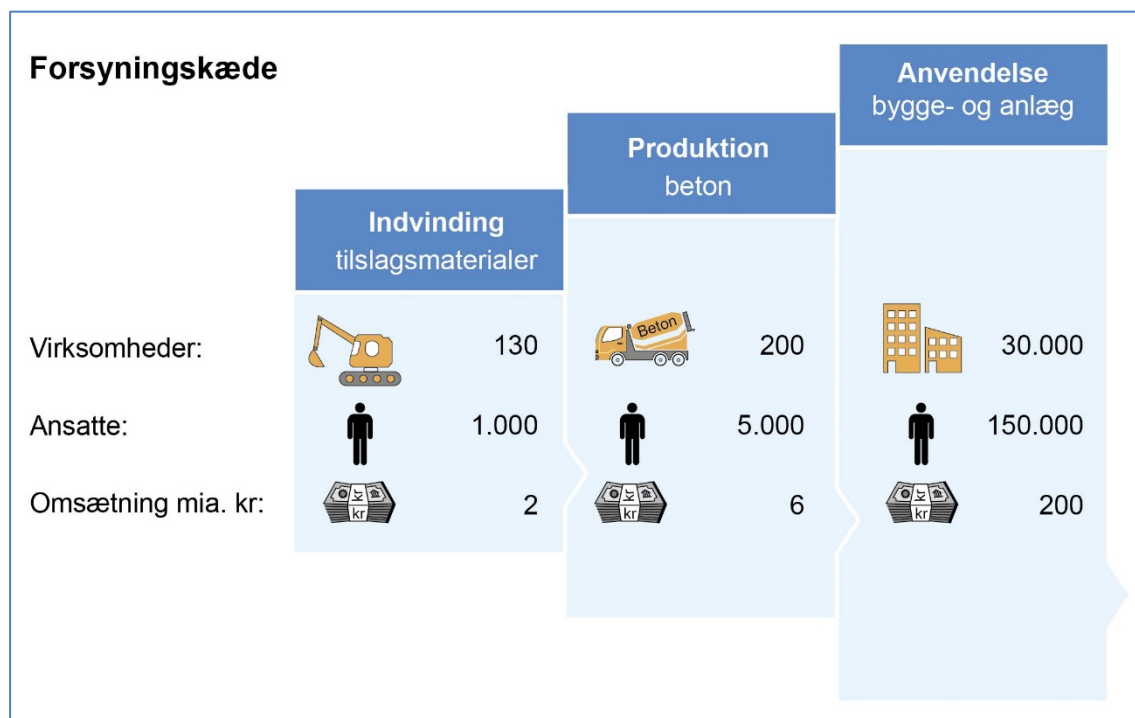 Forsyningskæde
Anvendelse
bygge- og anlæg
Produktion
beton
Indvinding
tilslagsmaterialer
Virksomheder: 130 Beton 200 30.000
Ansatte: 1.000 5.000 150.000
Omsætning mia. kr: kr kr 2 kr kr 6 kr kr 200